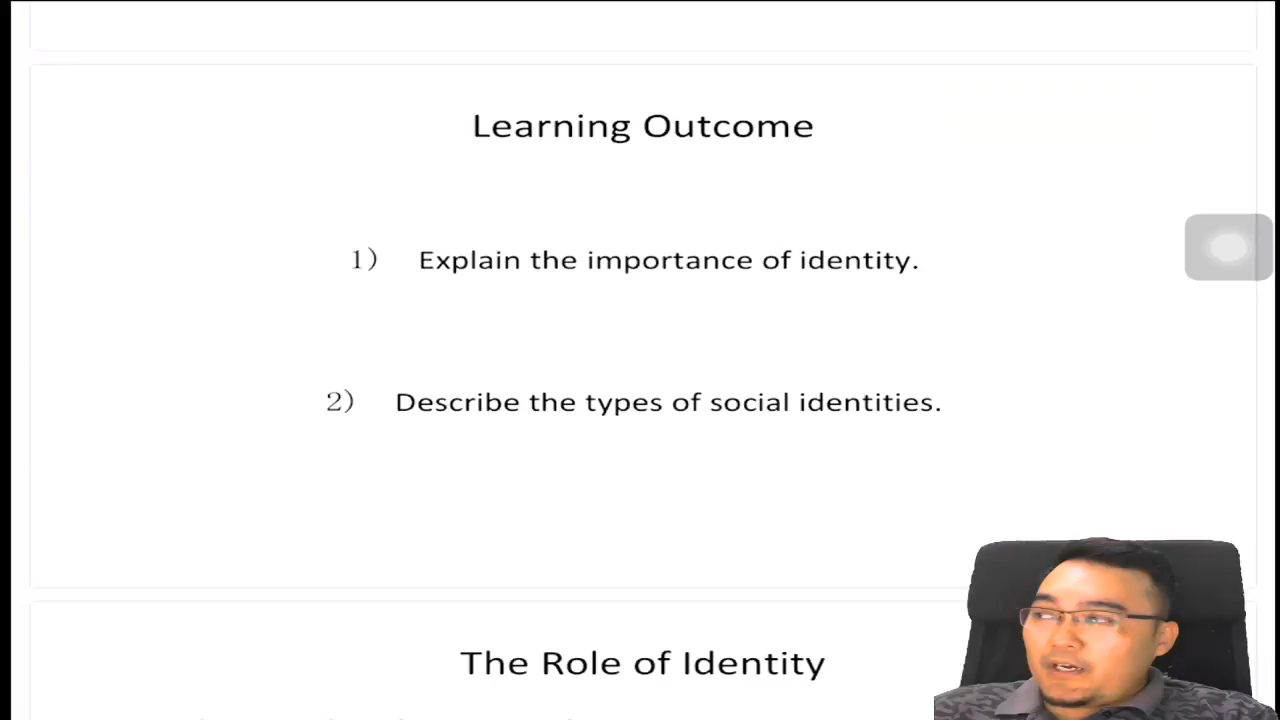 Learning Outcome
1) Explain the importance of identity.
2) Describe the types of social identities.
The Role of Identity